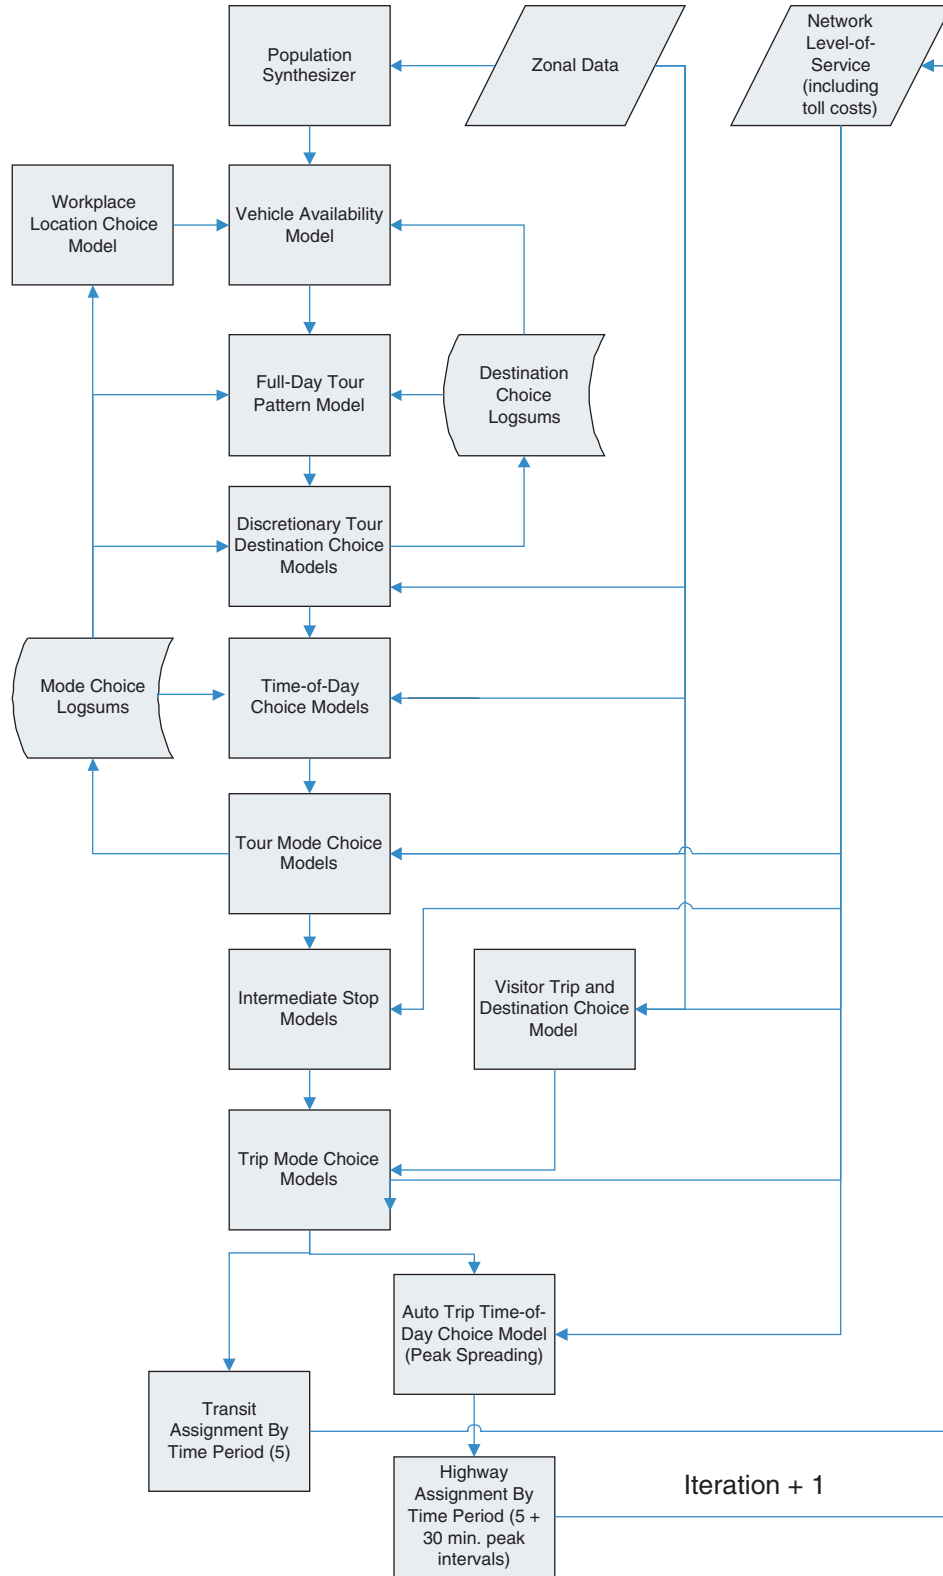 Population
Synthesizer
Zonal Data
Network
Level-of-
Service
(including
toll costs)
Workplace
Location Choice
Model
Vehicle Availability
Model
Full-Day Tour
Pattern Model
Destination
Choice
Logsums
Discretionary Tour
Destination Choice
Models
Mode Choice
Logsums
Time-of-Day
Choice Models
Tour Mode Choice
Models
Intermediate Stop
Models
Visitor Trip and
Destination Choice
Model
Trip Mode Choice
Models
Auto Trip Time-of-
Day Choice Model
(Peak Spreading)
Transit
Assignment By
Time Period (5)
Highway
Assignment By
Time Period (5 +
30 min. peak
intervals)
Iteration + 1